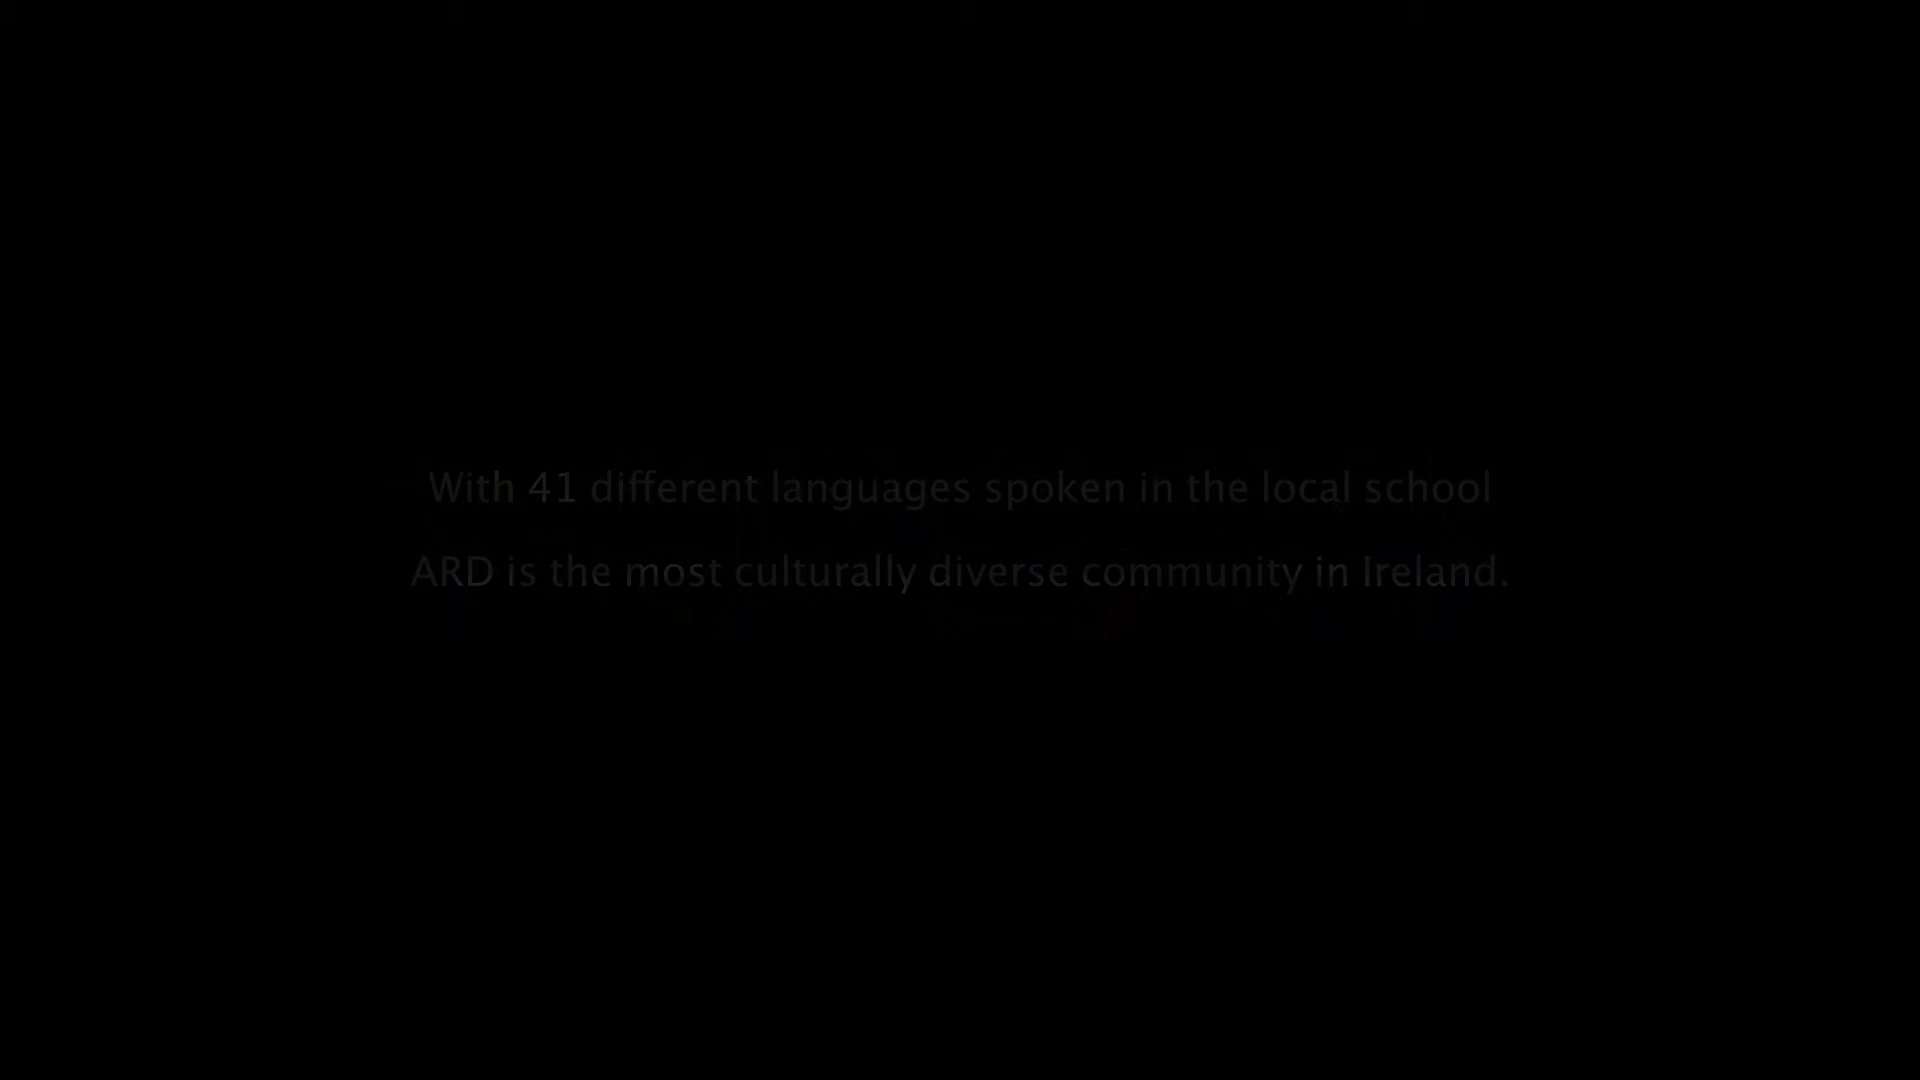 With 41 different languages spoken in the local school
ARD is the most culturally diverse community in Ireland.